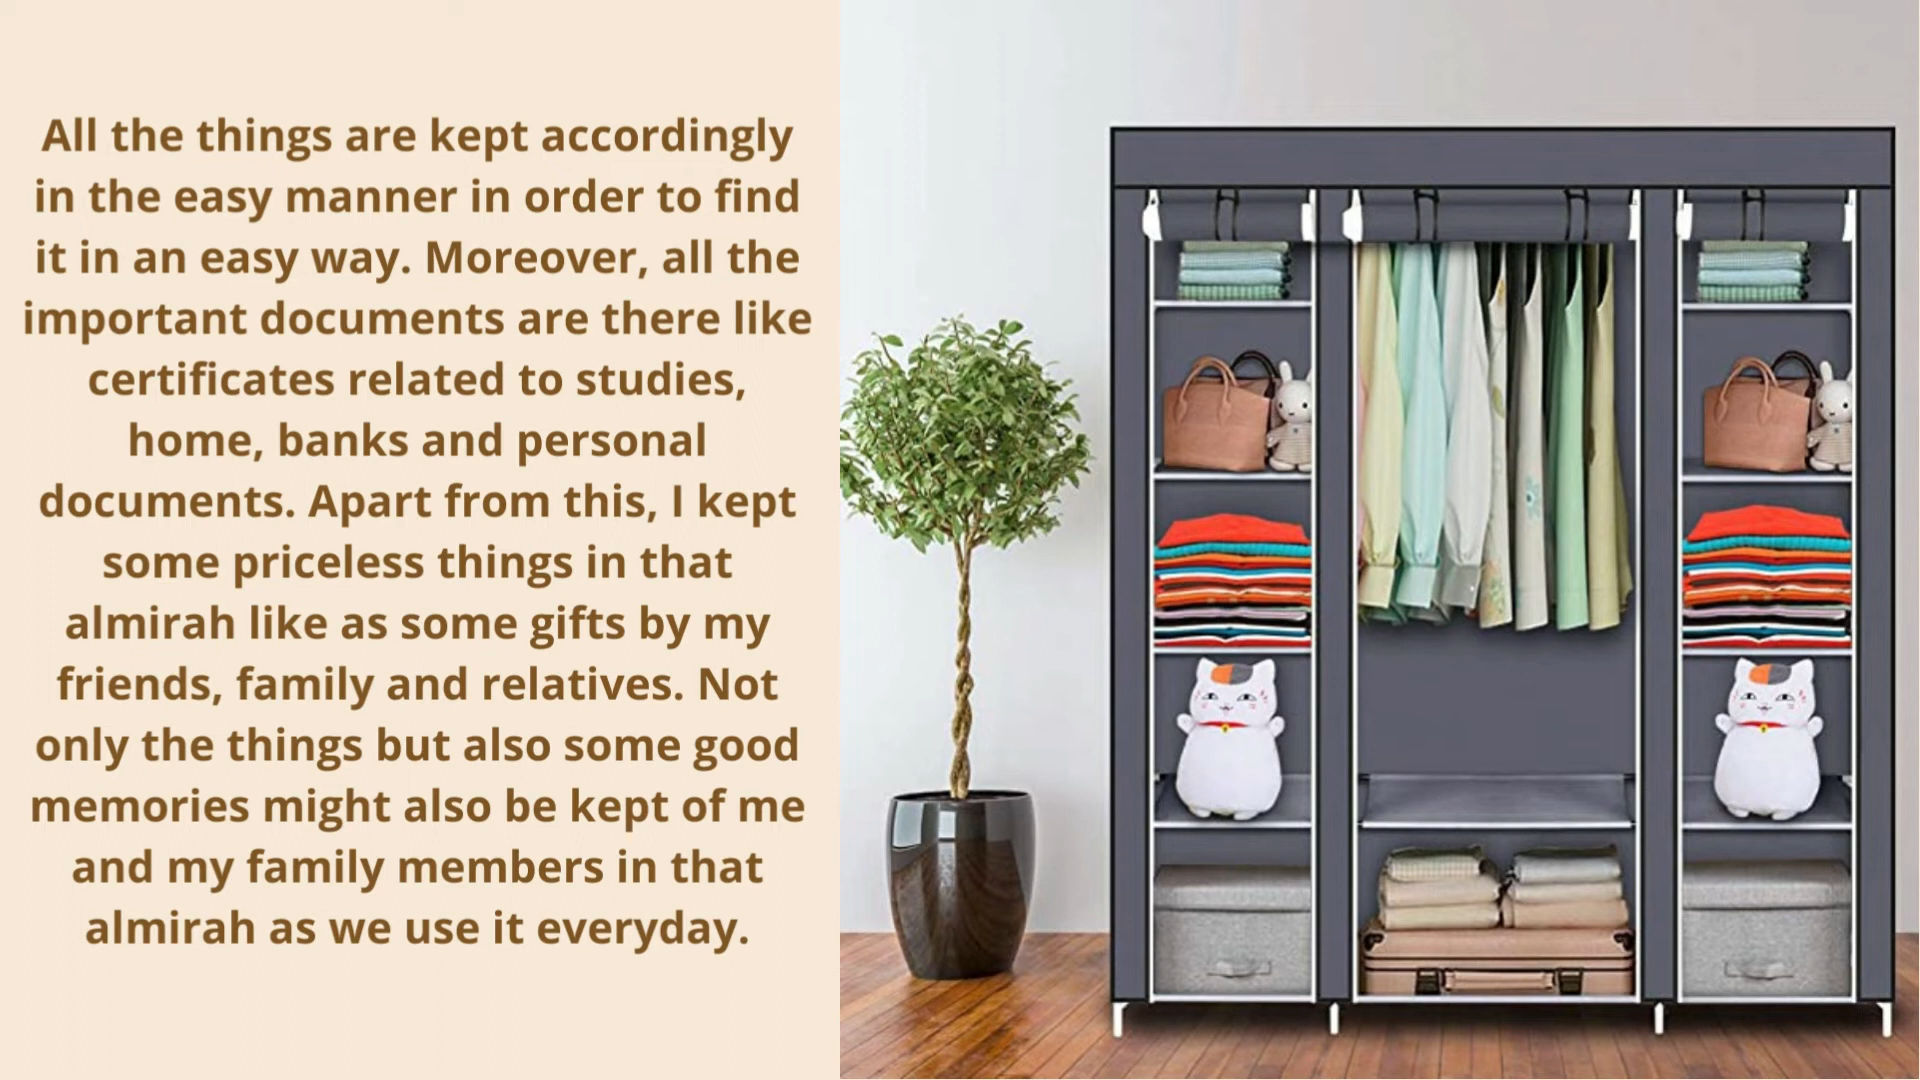 All the things are kept accordingly
in the easy manner in order to find
it in an easy way. Moreover, all the
important documents are there like
certificates related to studies,
home, banks and personal
documents. Apart from this, I kept
some priceless things in that
almirah like as some gifts by my
friends, family and relatives. Not
only the things but also some good
memories might also be kept of me
and my family members in that
almirah as we use it everyday.